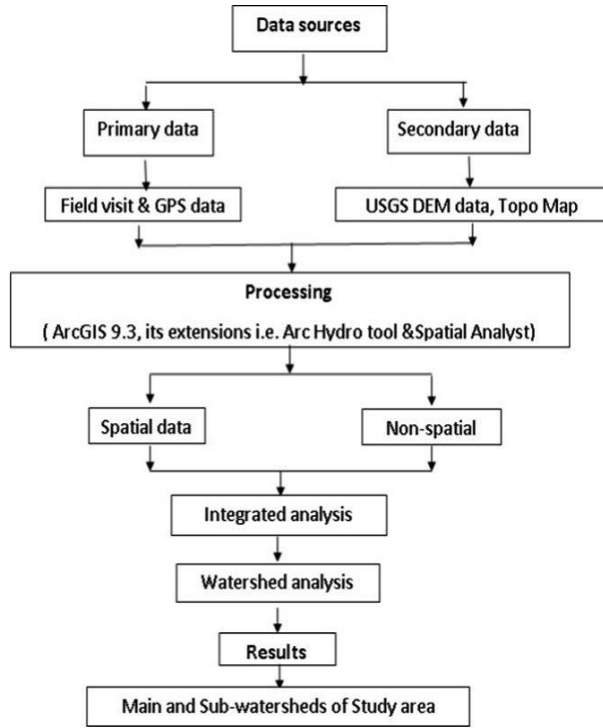 Data sources
Primary data
Secondary data
Field visit & GPS data
USGS DEM data, Topo Map
Processing
( ArcGIS 9.3, its extensions i.e. Arc Hydro tool &Spatial Analyst)
Spatial data
Non-spatial
Integrated analysis
Watershed analysis
Results
Main and Sub-watersheds of Study area